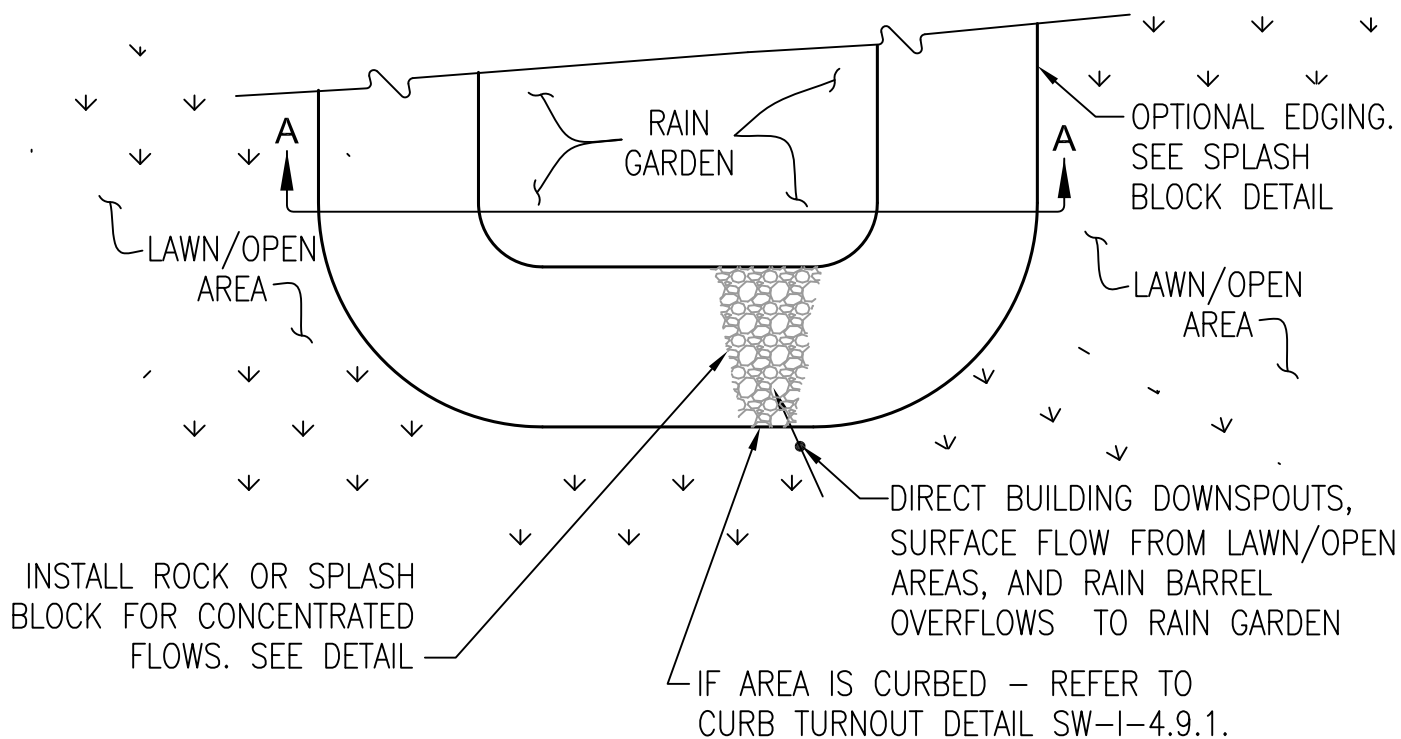 A
RAIN
GARDEN
A
OPTIONAL EDGING.
SEE SPLASH
BLOCK DETAIL
LAWN/OPEN
AREA
LAWN/OPEN
AREA
DIRECT BUILDING DOWNSPOUTS,
SURFACE FLOW FROM LAWN/OPEN
AREAS, AND RAIN BARREL
OVERFLOWS TO RAIN GARDEN
INSTALL ROCK OR SPLASH
BLOCK FOR CONCENTRATED
FLOWS. SEE DETAIL
IF AREA IS CURBED – REFER TO
CURB TURNOUT DETAIL SW–I–4.9.1.